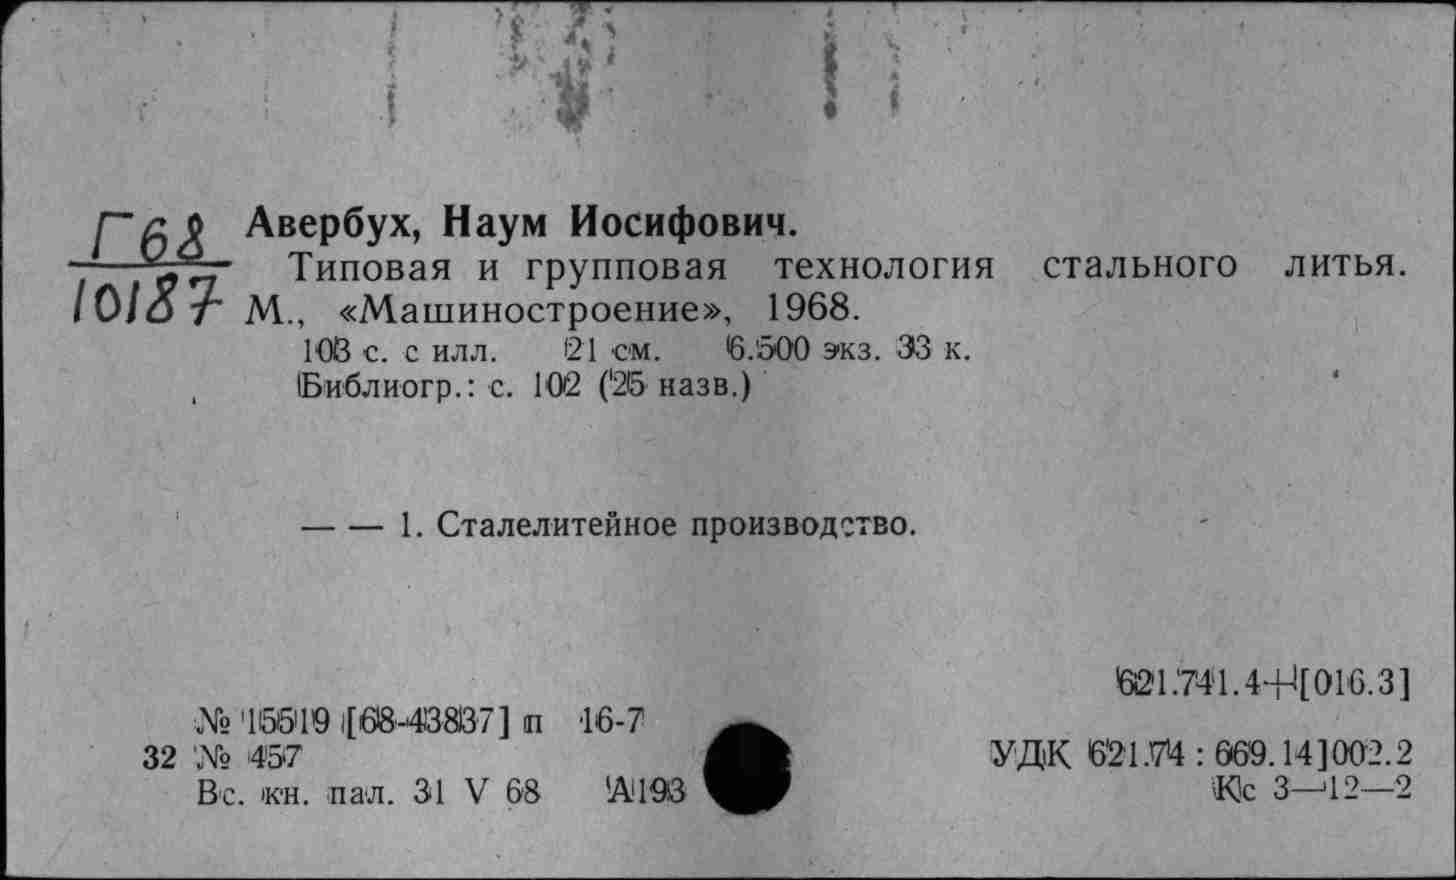 Г68
10187
Авербух, Наум Иосифович.
Типовая и групповая технология стального литья.
М., «Машиностроение», 1968.
103 с. с илл. 21 см. 6.500 экз. 33 к.
Библиогр.: с. 102 (25 назв.)
— — 1. Сталелитейное производство.
621.741.4+[016.3]
№ 15519 [68-43837] п 16-7
32 № 457
УДК 621.74 : 669.14]002.2
Вс. кн. пал. 31 V 68 А193
Кс 3—12—2